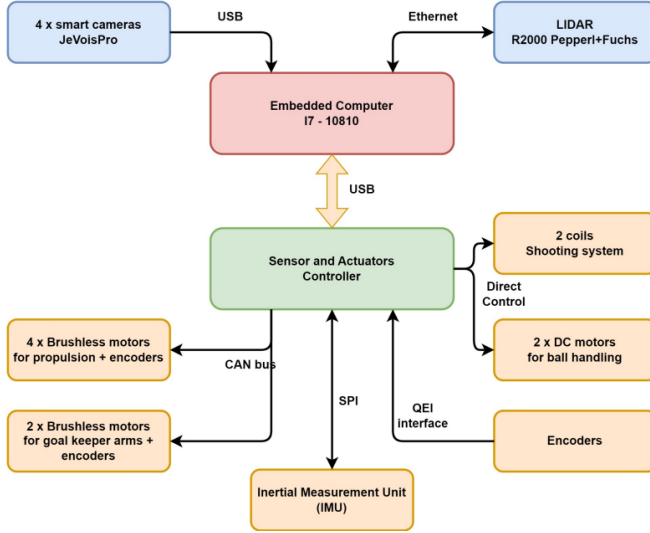 4 x smart cameras
JeVoisPro
USB
Ethernet
LIDAR
R2000 Pepperl+Fuchs
Embedded Computer
I7 - 10810
USB
Sensor and Actuators
Controller
2 coils
Shooting system
Direct
Control
4 x Brushless motors
for propulsion + encoders
CAN bus
2 x DC motors
for ball handling
SPI
QEI
interface
2 x Brushless motors
for goal keeper arms +
encoders
Encoders
Inertial Measurement Unit
(IMU)